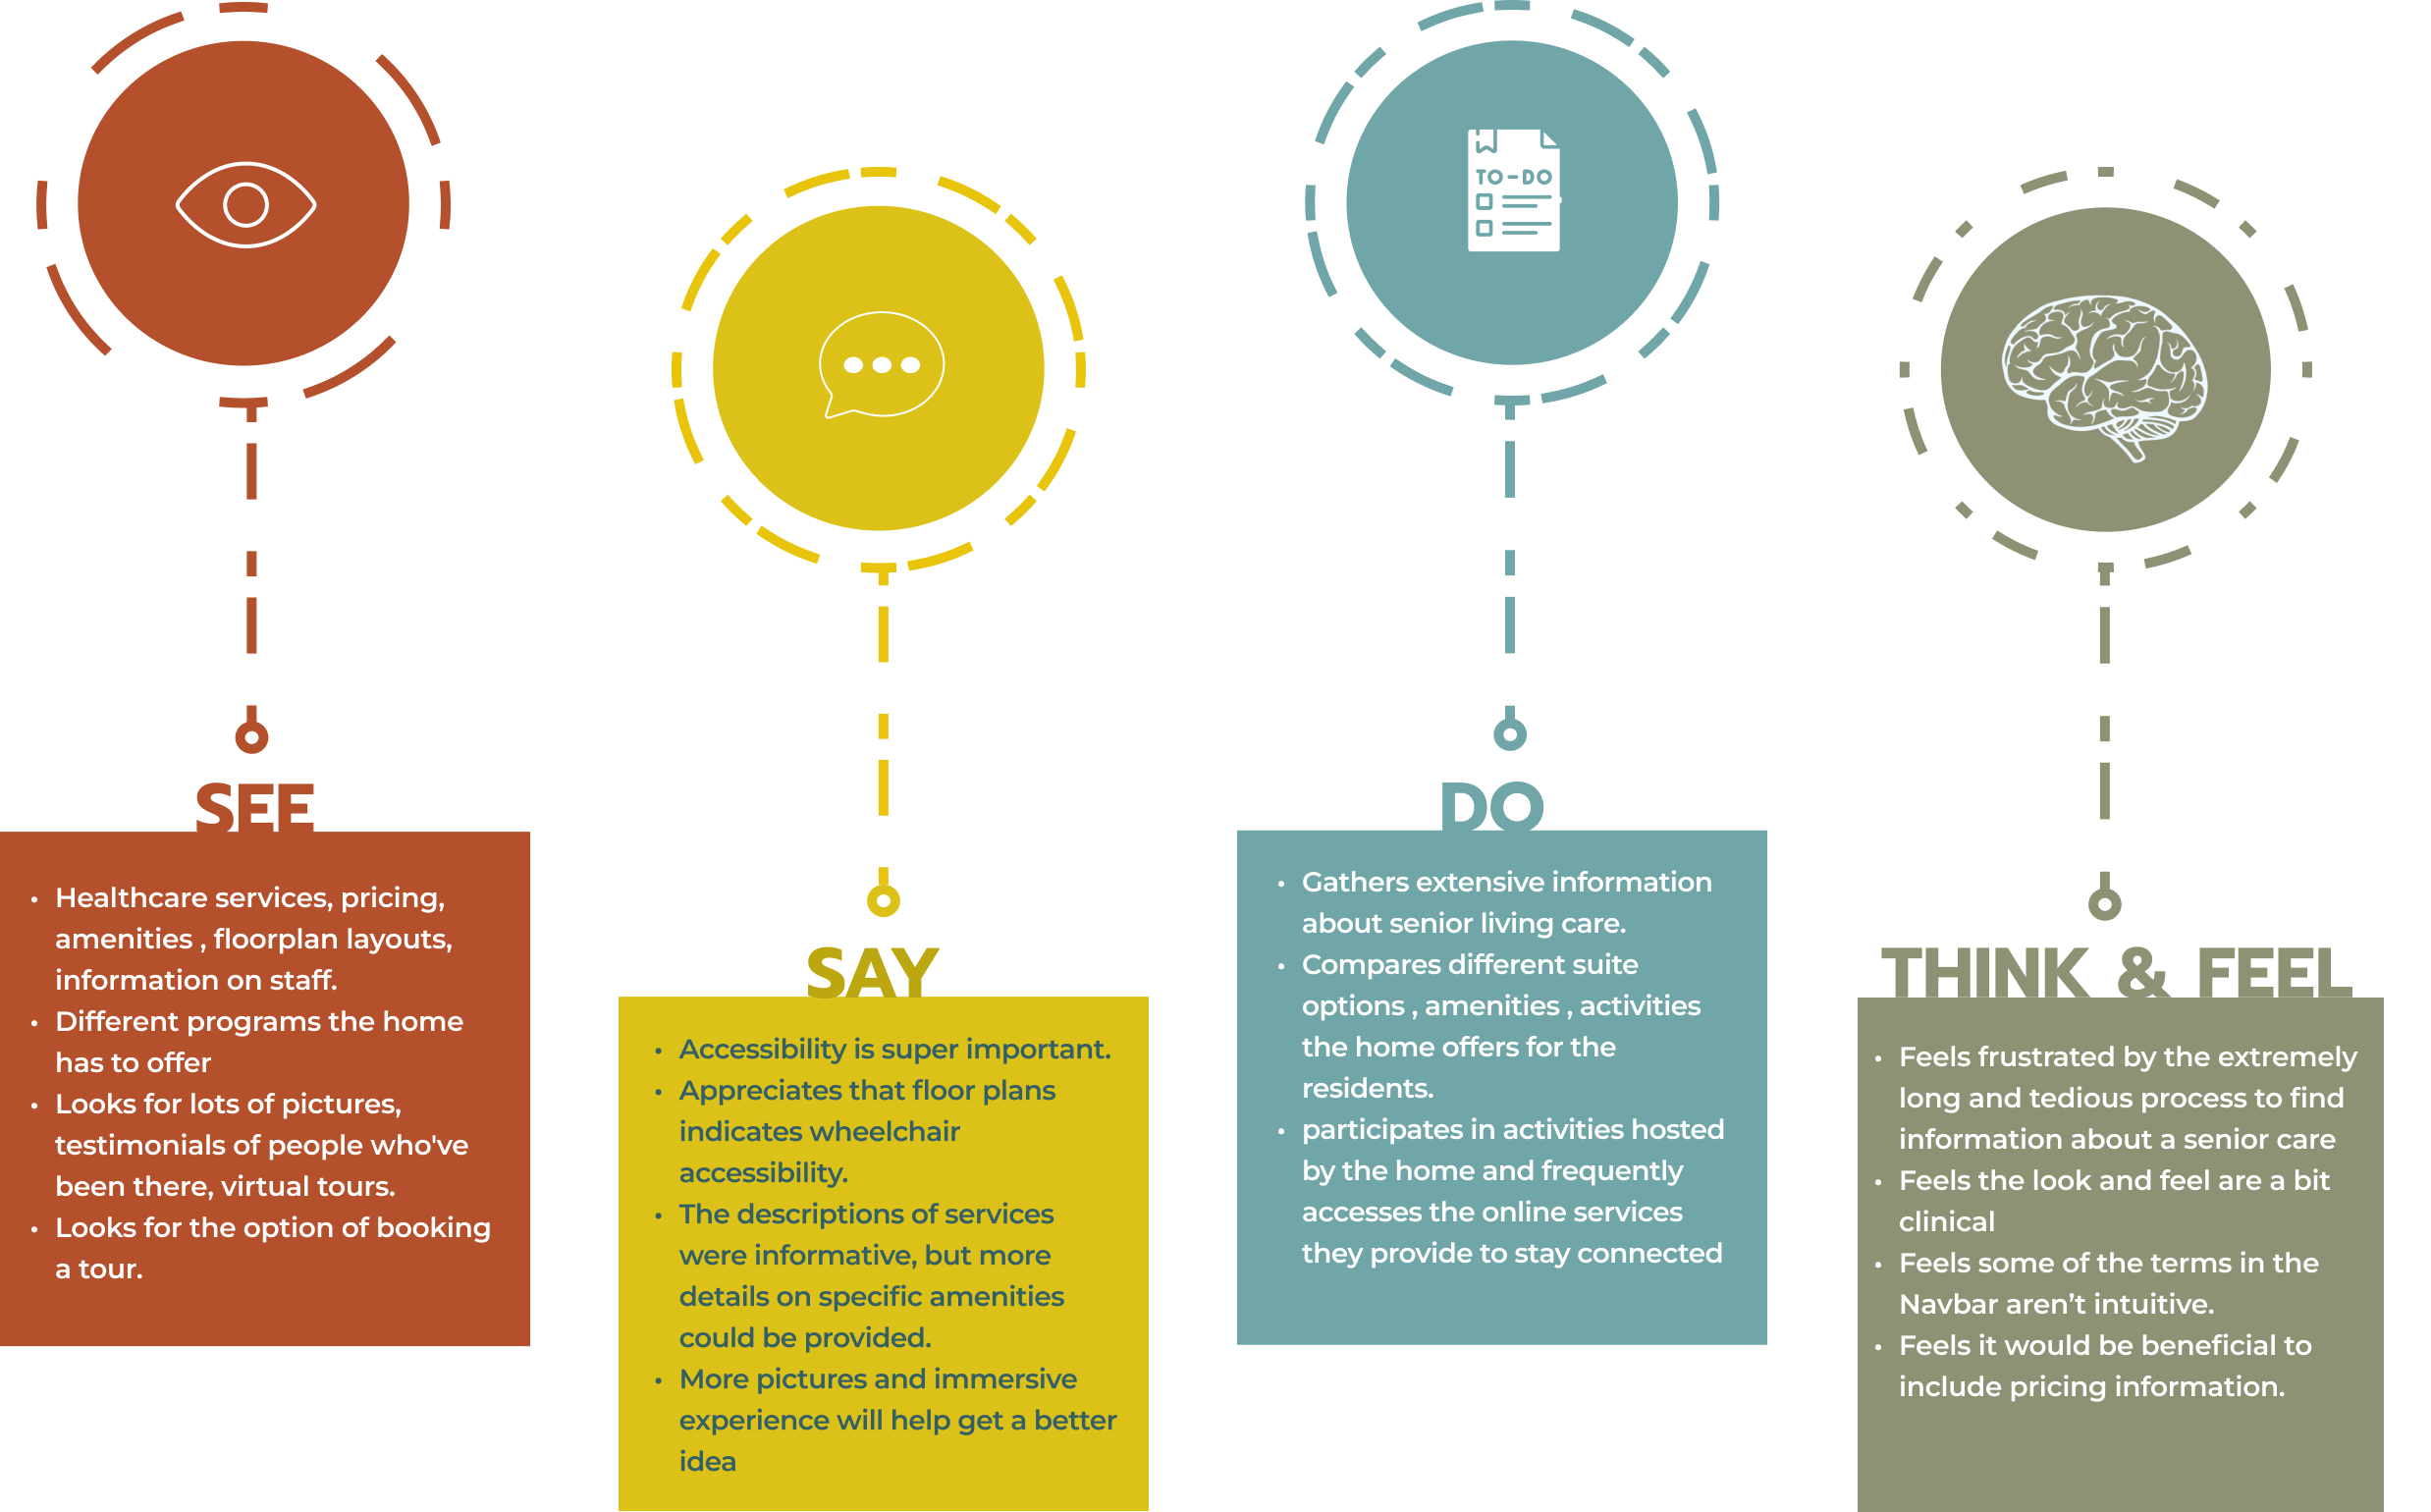 TO-DO
SEE
• Healthcare services, pricing,
amenities , floorplan layouts,
information on staff.
• Different programs the home
has to offer
• Looks for lots of pictures,
testimonials of people who've
been there, virtual tours.
• Looks for the option of booking
a tour.
SAY
• Accessibility is super important.
• Appreciates that floor plans
indicates wheelchair
accessibility.
• The descriptions of services
were informative, but more
details on specific amenities
could be provided.
• More pictures and immersive
experience will help get a better
idea
DO
• Gathers extensive information
about senior living care.
• Compares different suite
options , amenities , activities
the home offers for the
residents.
• participates in activities hosted
by the home and frequently
accesses the online services
they provide to stay connected
THINK & FEEL
• Feels frustrated by the extremely
long and tedious process to find
information about a senior care
• Feels the look and feel are a bit
clinical
• Feels some of the terms in the
Navbar aren’t intuitive.
• Feels it would be beneficial to
include pricing information.